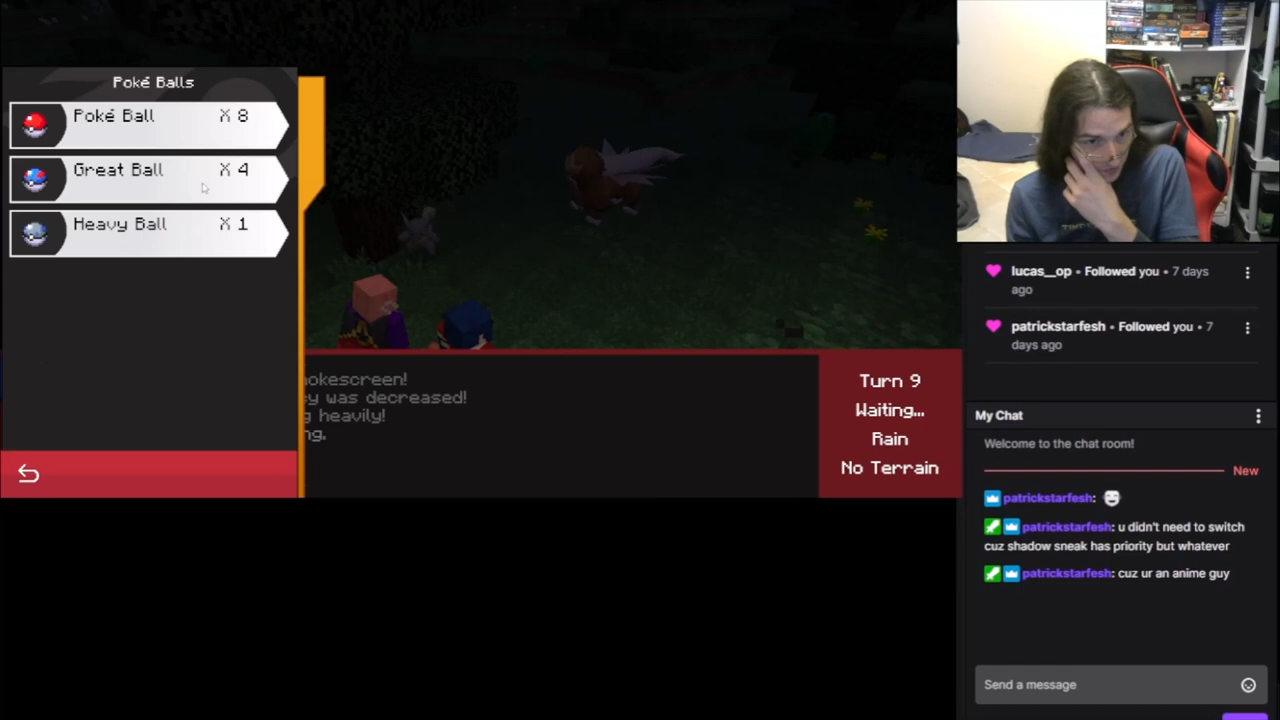 Poké Balls
Poké Ball X 8
Great Ball X 4
Heavy Ball X 1
okescreen!
y was decreased!
g heavily!
ng.
Turn 9
Waiting...
Rain
No Terrain
lucas__op • Followed you • 7 days
ago
patrickstarfesh • Followed you • 7
days ago
My Chat
Welcome to the chat room!
New
patrickstarfesh:
patrickstarfesh: u didn't need to switch
cuz shadow sneak has priority but whatever
patrickstarfesh: cuz ur an anime guy
Send a message